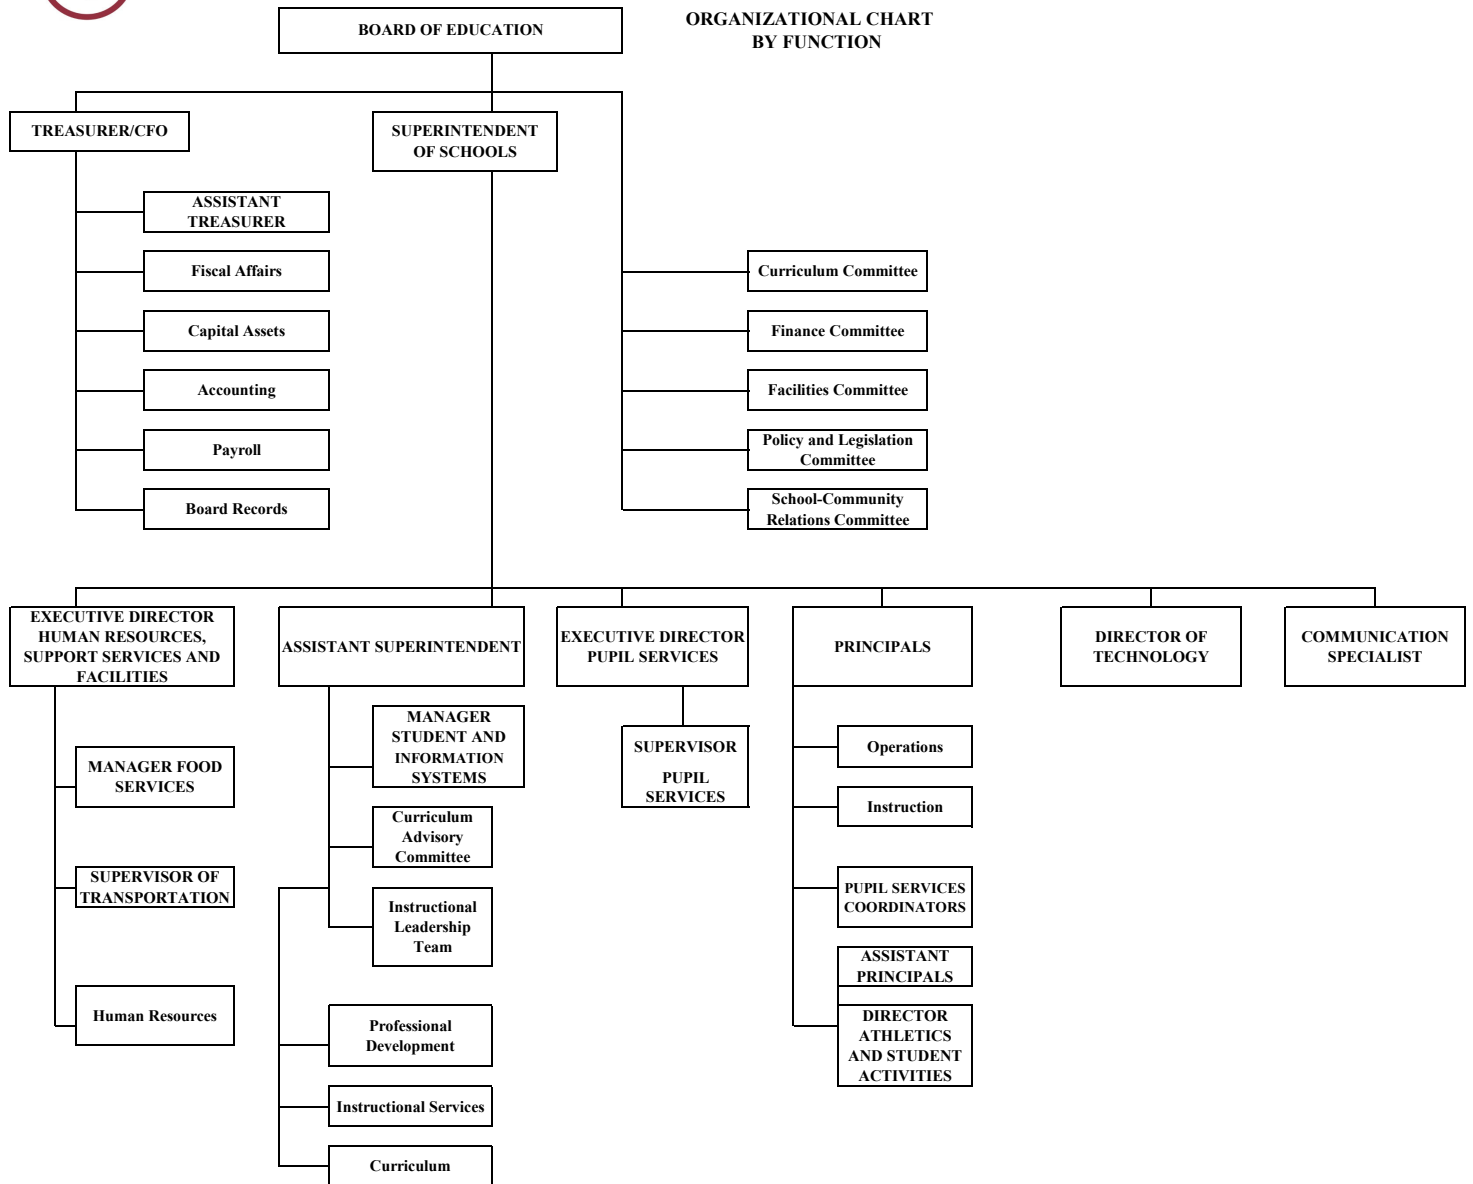 ORGANIZATIONAL CHART
BY FUNCTION
BOARD OF EDUCATION
TREASURER/CFO
SUPERINTENDENT
OF SCHOOLS
ASSISTANT
TREASURER
Fiscal Affairs
Capital Assets
Accounting
Payroll
Board Records
Curriculum Committee
Finance Committee
Facilities Committee
Policy and Legislation
Committee
School-Community
Relations Committee
EXECUTIVE DIRECTOR
HUMAN RESOURCES,
SUPPORT SERVICES AND
FACILITIES
MANAGER FOOD
SERVICES
SUPERVISOR OF
TRANSPORTATION
Human Resources
ASSISTANT SUPERINTENDENT
MANAGER
STUDENT AND
INFORMATION
SYSTEMS
Curriculum
Advisory
Committee
Instructional
Leadership
Team
Professional
Development
Instructional Services
Curriculum
EXECUTIVE DIRECTOR
PUPIL SERVICES
SUPERVISOR
PUPIL
SERVICES
PRINCIPALS
Operations
Instruction
PUPIL SERVICES
COORDINATORS
ASSISTANT
PRINCIPALS
DIRECTOR
ATHLETICS
AND STUDENT
ACTIVITIES
DIRECTOR OF
TECHNOLOGY
COMMUNICATION
SPECIALIST